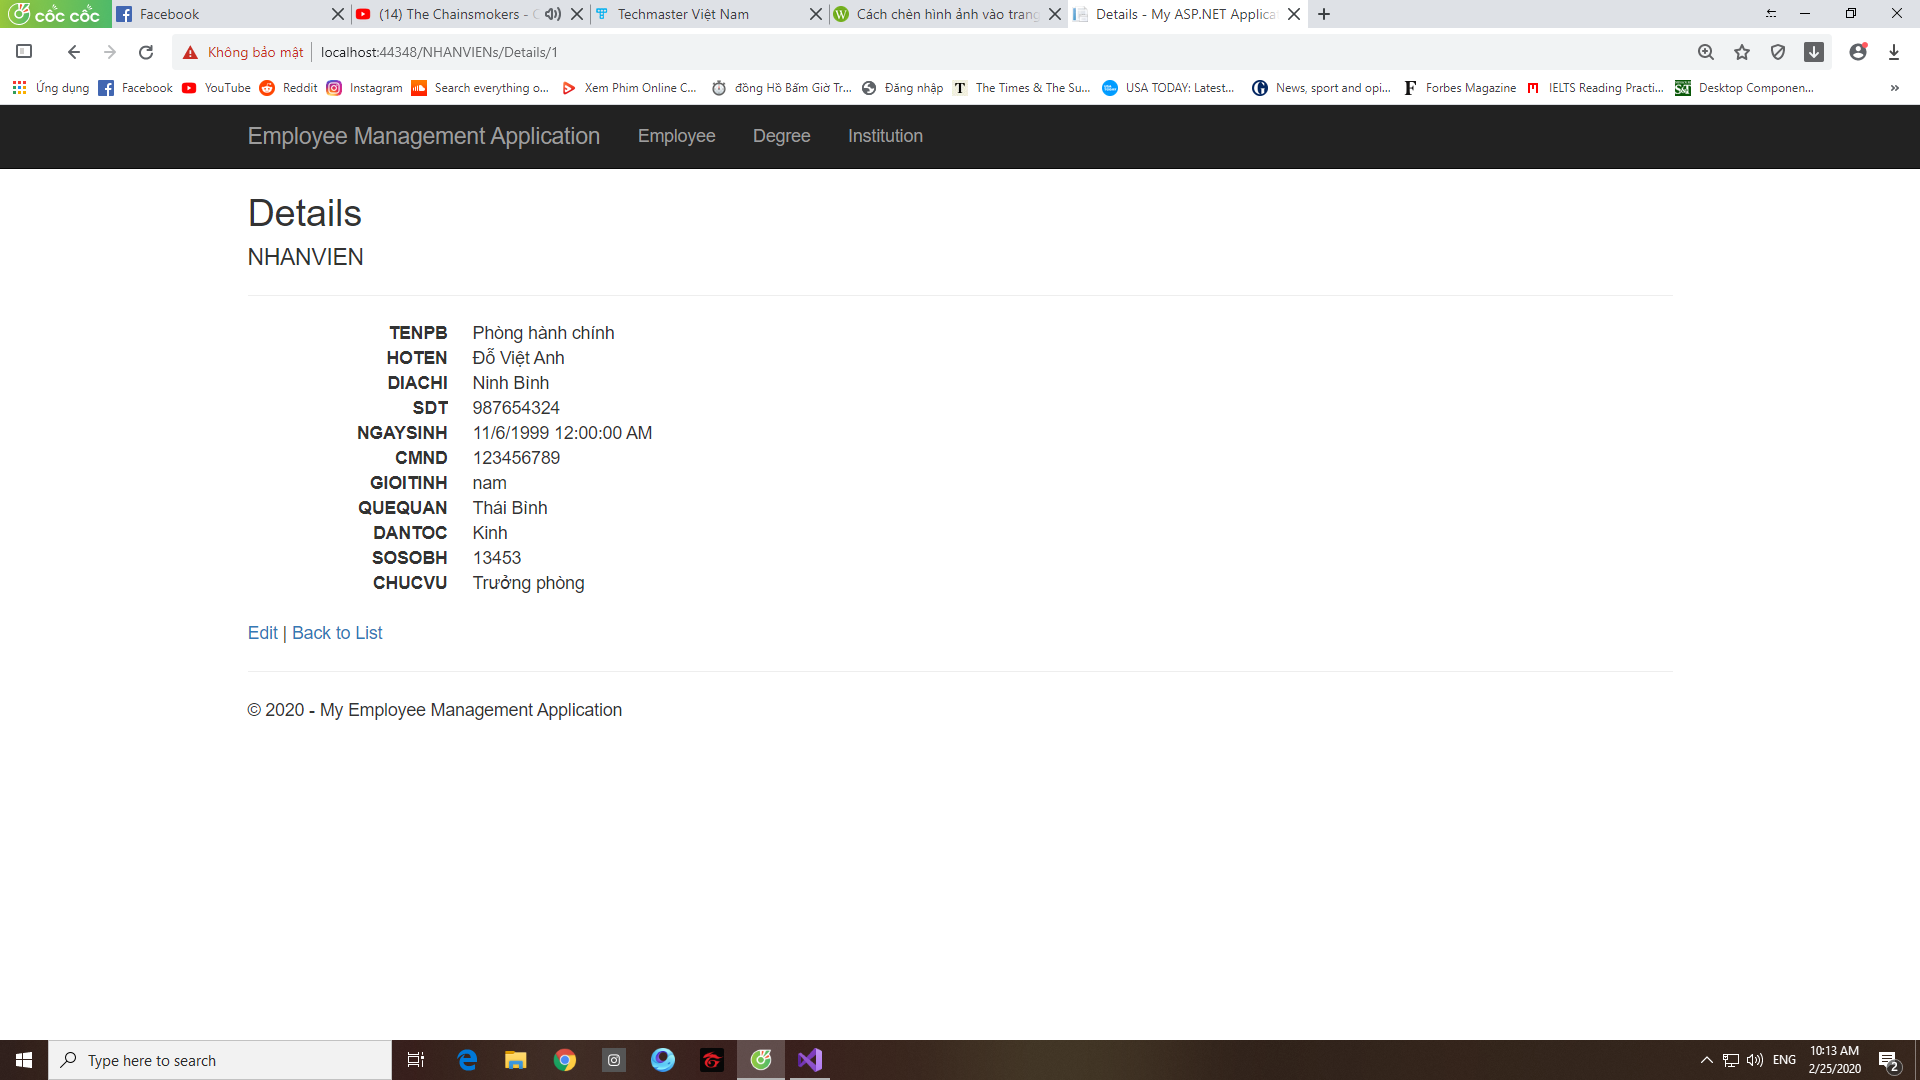 cốc cốc
Facebook
(14) The Chainsmokers - C
Techmaster Việt Nam
Cách chèn hình ảnh vào trang
Details - My ASP.NET Applica
Không bảo mật
localhost:44348/NHANVIENs/Details/1
Ứng dụng
Facebook
YouTube
Reddit
Instagram
Search everything o...
Xem Phim Online C...
đồng Hồ Bấm Giờ Tr...
Đăng nhập
T The Times & The Su...
USA TODAY: Latest...
News, sport and opi...
F Forbes Magazine
IELTS Reading Practi...
S&T Desktop Componen...
»
Employee Management Application
Employee
Degree
Institution
Details
NHANVIEN
TENPB Phòng hành chính
HOTEN Đỗ Việt Anh
DIACHI Ninh Bình
SDT 987654324
NGAYSINH 11/6/1999 12:00:00 AM
CMND 123456789
GIOITINH nam
QUEQUAN Thái Bình
DANTOC Kinh
SOSOBH 13453
CHUCVU Trưởng phòng
Edit | Back to List
© 2020 - My Employee Management Application
Type here to search
ENG
10:13 AM
2/25/2020
2